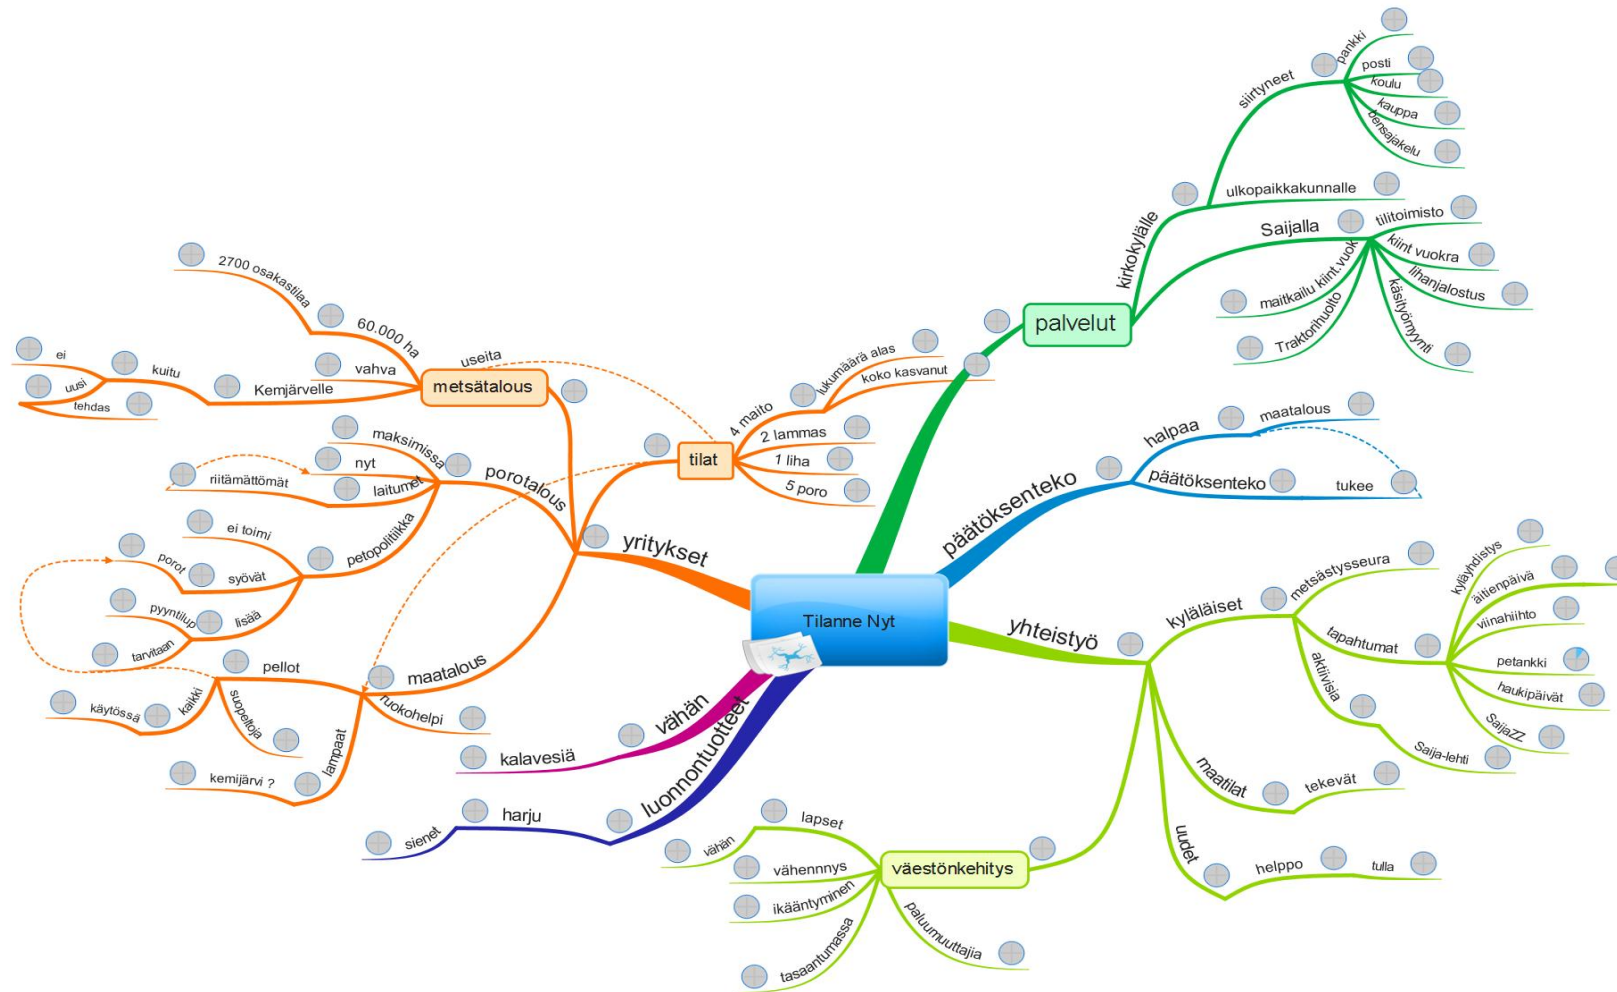 Tilanne Nyt
palvelut
kirkokylälle
siirtyneet
pankki
posti
koulu
kauppa
bensajakelu
ulkopaikkakunnalle
Saijalla
tilitoimisto
kiint vuokra
lihanjalostus
käsityömyynti
maitkailu kiint.vuok
Traktorihuolto
päätöksenteko
halpaa
maatalous
päätöksenteko
tukee
yhteistyö
kyläläiset
metsästysseura
tapahtumat
kyläyhdistys
äitienpäivä
viinahiihto
petankki
haukipäivät
SaijaZZ
aktiivisia
Saija-lehti
maatilat
tekevät
uudet
helppo
tulla
väestönkehitys
lapset
vähän
vähennnys
ikääntyminen
tasaantumassa
paluumuuttajia
luonnontuotteet
harju
sienet
vähän
kalavesiä
yritykset
metsätalous
60.000 ha
2700 osakastilaa
vahva
Kemjärvelle
kuitu
ei
uusi
tehdas
useita
tilat
4 maito
lukumäärä alas
koko kasvanut
2 lammas
1 liha
5 poro
porotalous
maksimissa
nyt
laitumet
riitämättömät
petopolitiikka
ei toimi
syövät
porot
lisää
pyyntilup
tarvitaan
maatalous
pellot
kaikki
käytössä
suopeltoja
ruokohelpi
lampaat
kemijärvi ?